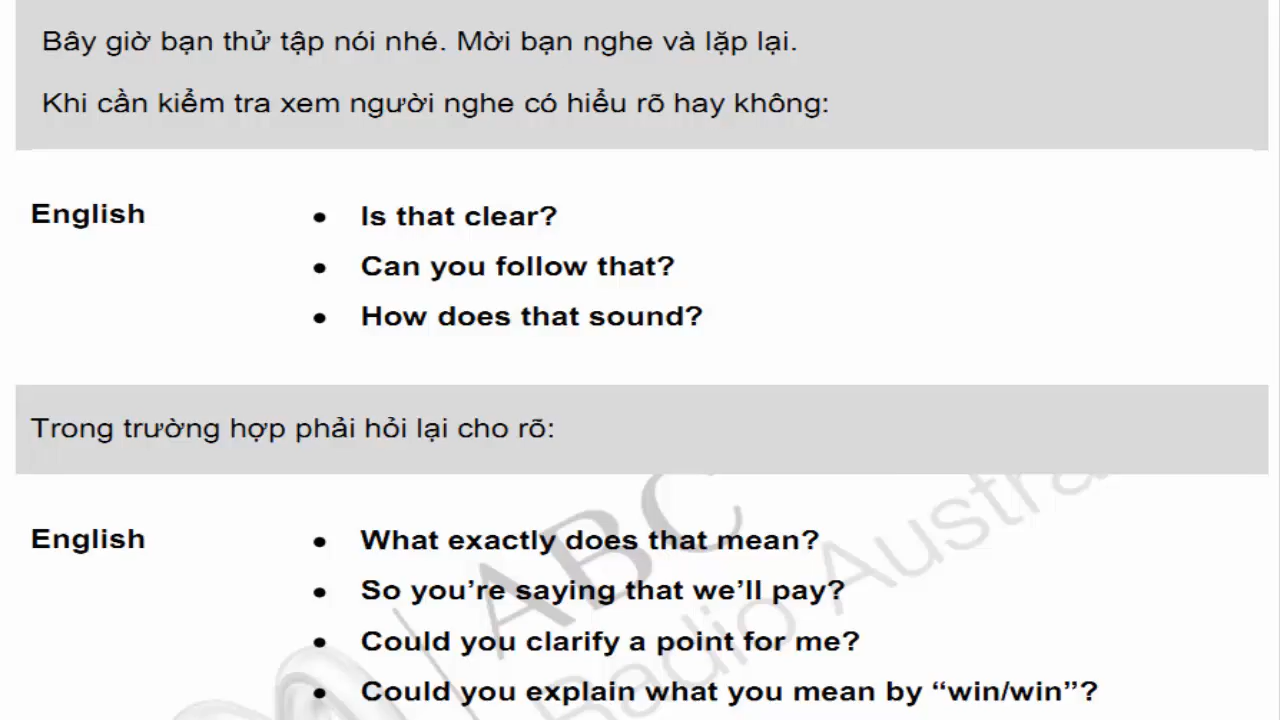 Bây giờ bạn thử tập nói nhé. Mời bạn nghe và lặp lại.
Khi cần kiểm tra xem người nghe có hiểu rõ hay không:
English
• Is that clear?
• Can you follow that?
• How does that sound?
Trong trường hợp phải hỏi lại cho rõ:
English
• What exactly does that mean?
• So you’re saying that we’ll pay?
• Could you clarify a point for me?
• Could you explain what you mean by “win/win”?
ABC
Radio Austra